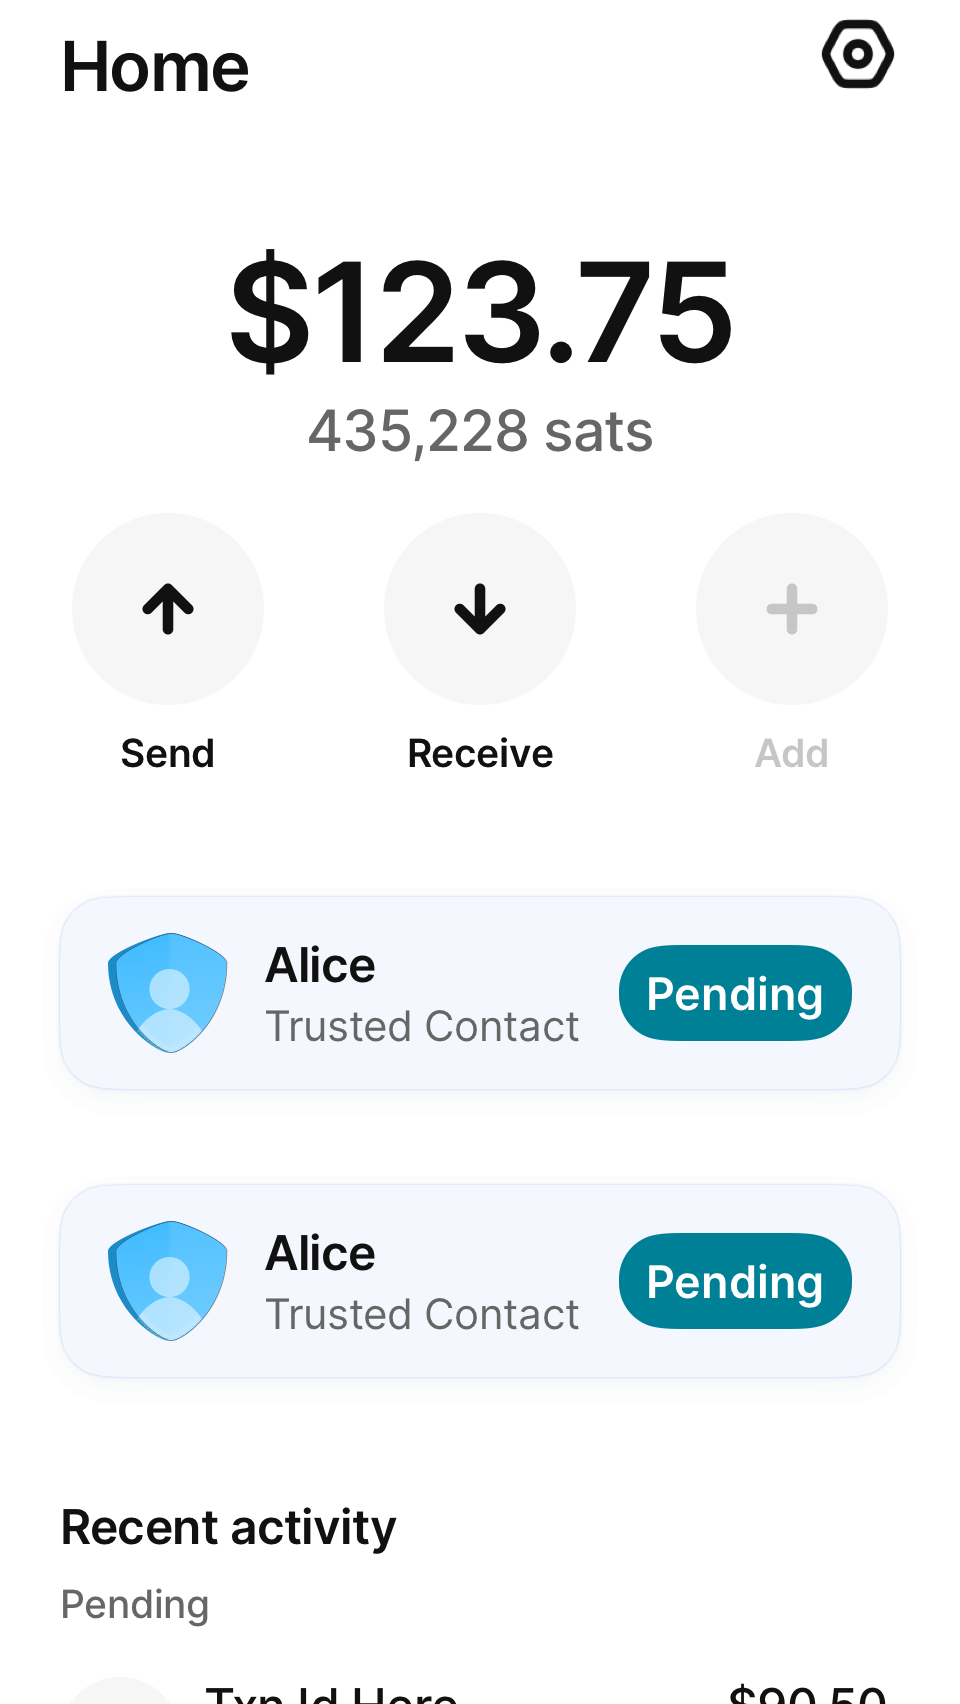 Home
$123.75
435,228 sats
Send
Receive
Add
Alice
Trusted Contact
Pending
Alice
Trusted Contact
Pending
Recent activity
Pending
Txn Id Here
$90.50